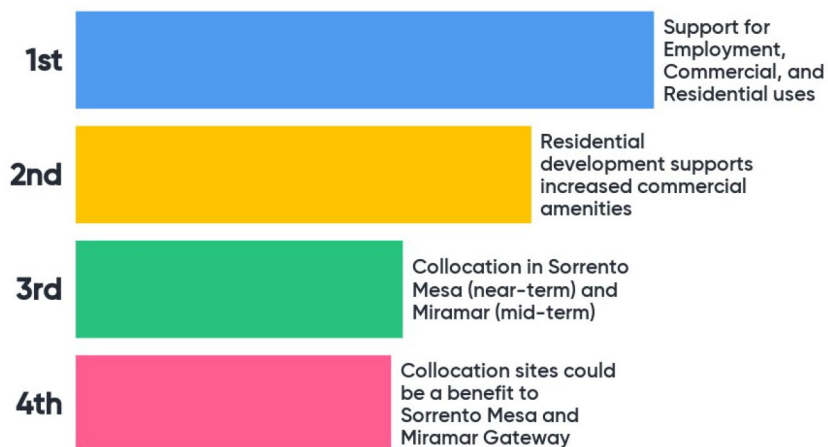 1st
Support for
Employment,
Commercial, and
Residential uses
2nd
Residential
development supports
increased commercial
amenities
3rd
Collocation in Sorrento
Mesa (near-term) and
Miramar (mid-term)
4th
Collocation sites could
be a benefit to
Sorrento Mesa and
Miramar Gateway